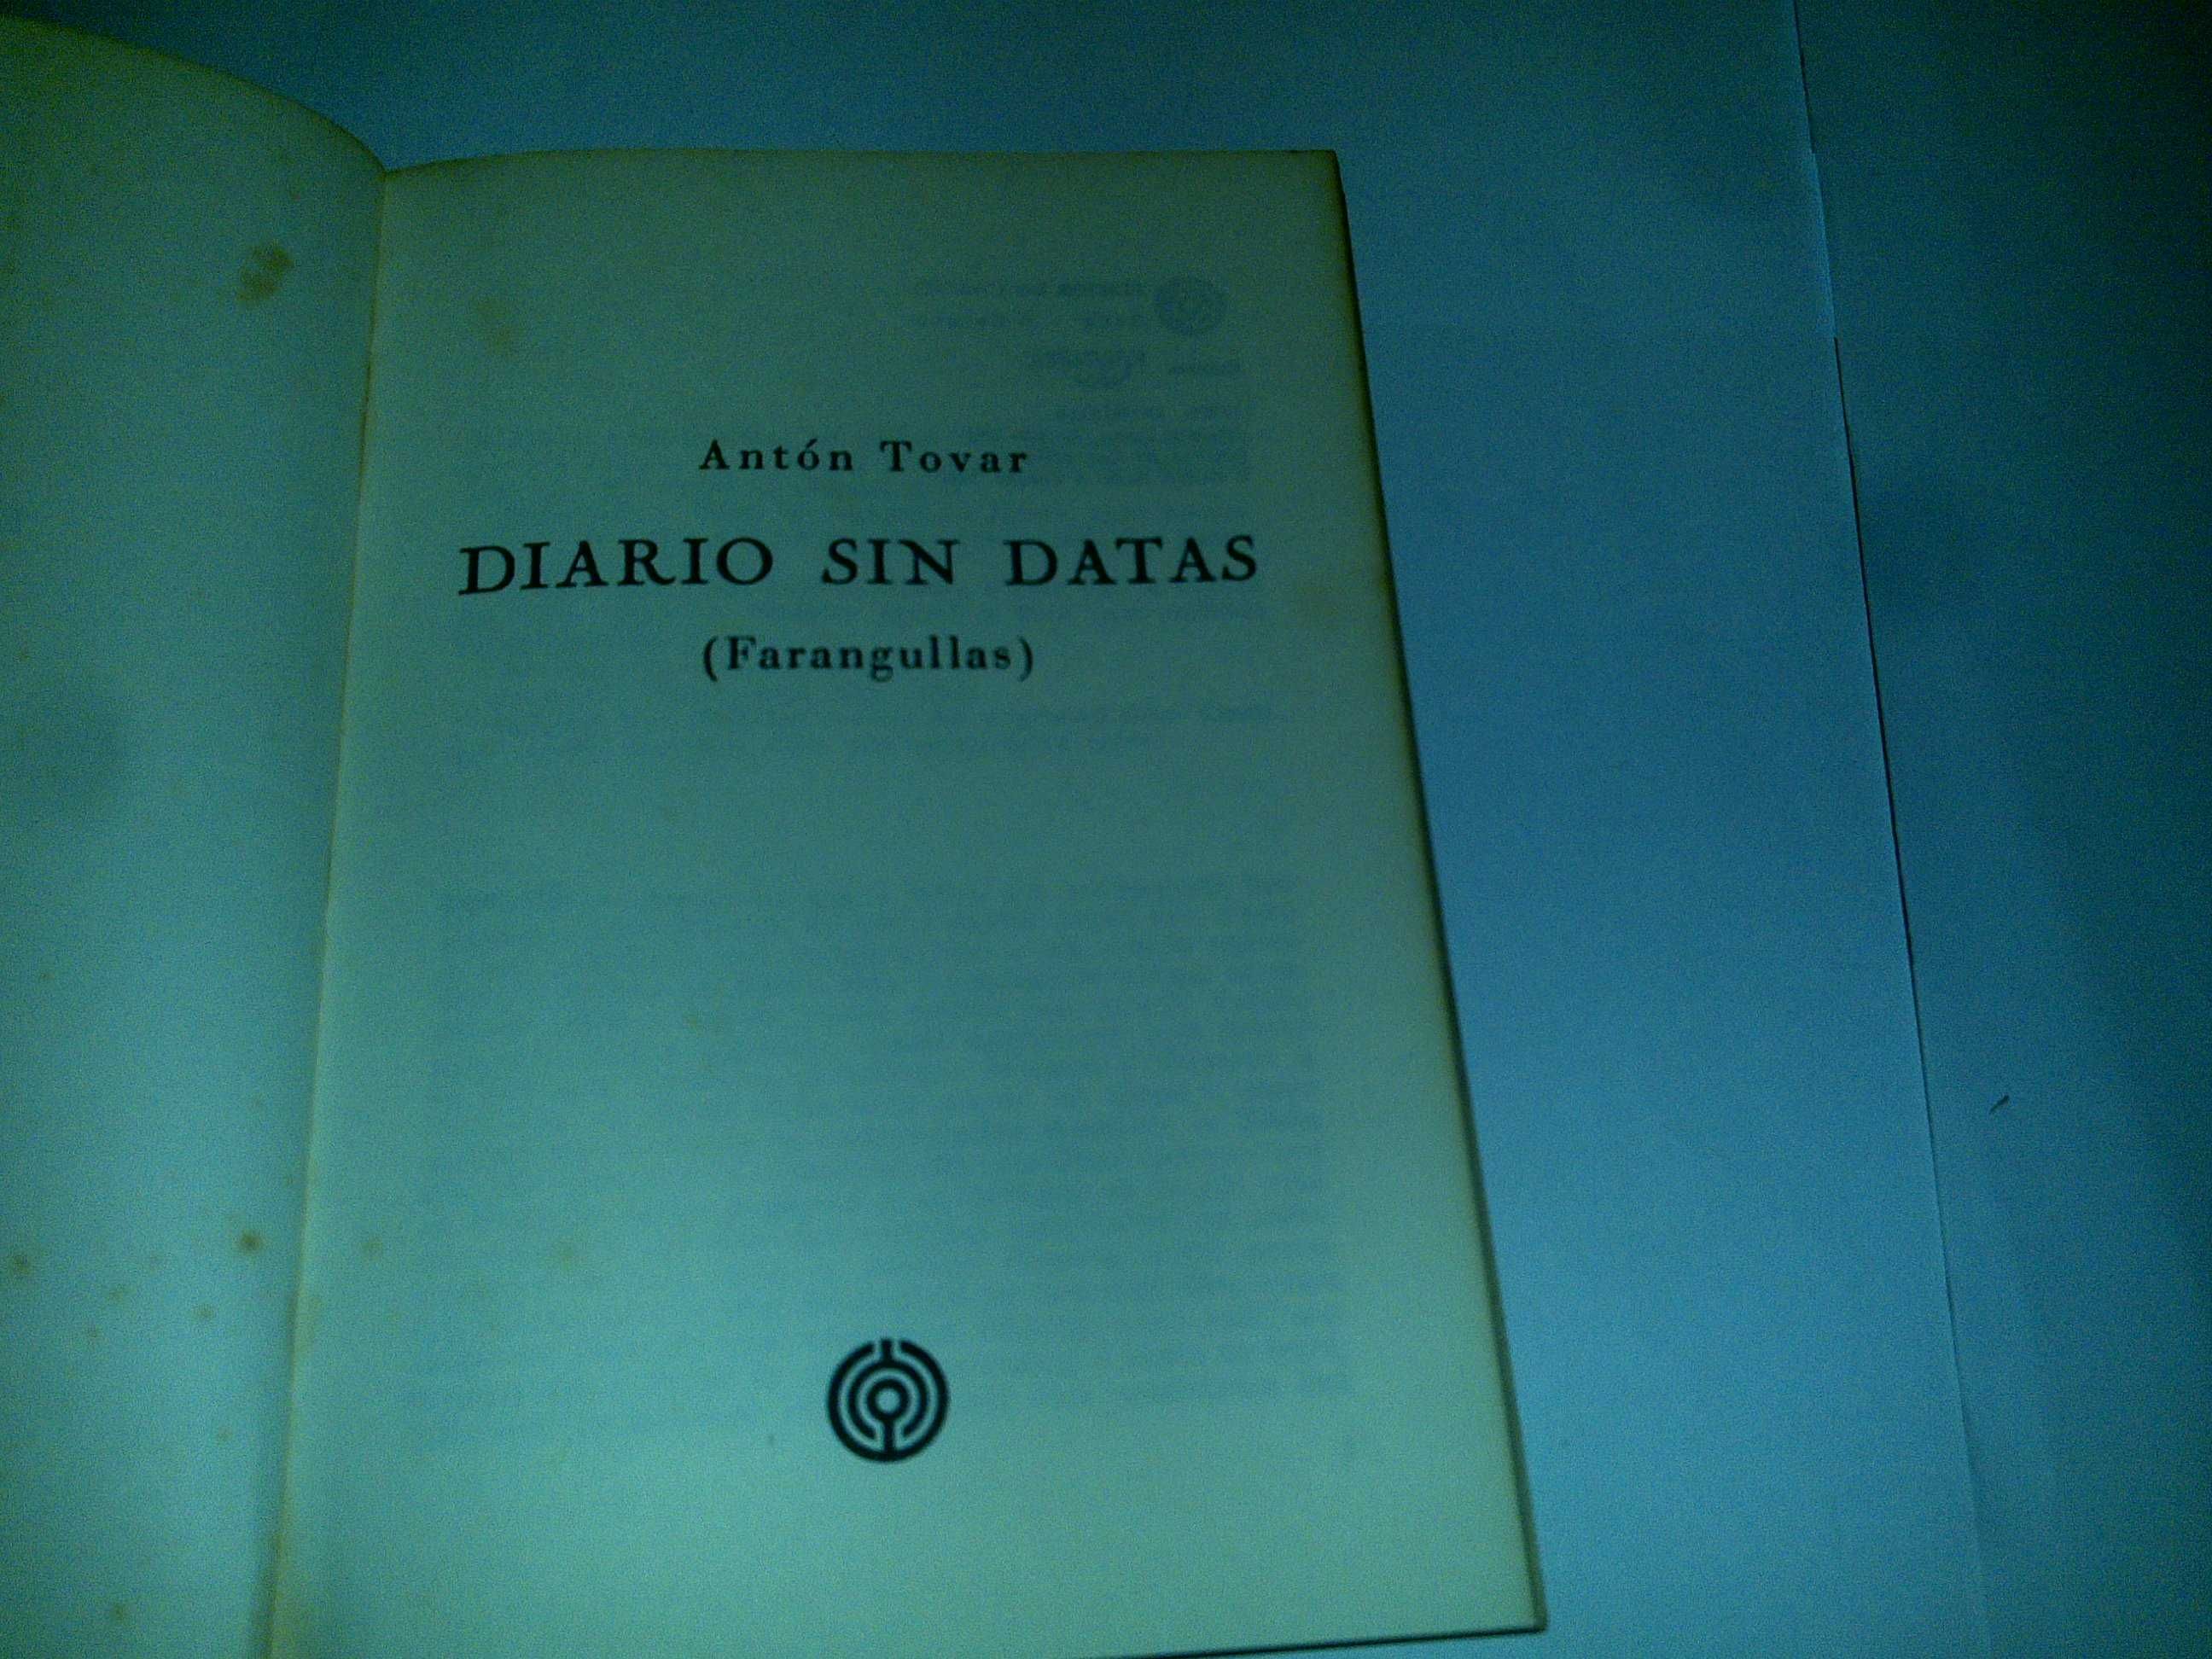 Antón Tovar
DIARIO SIN DATAS
(Farangullas)